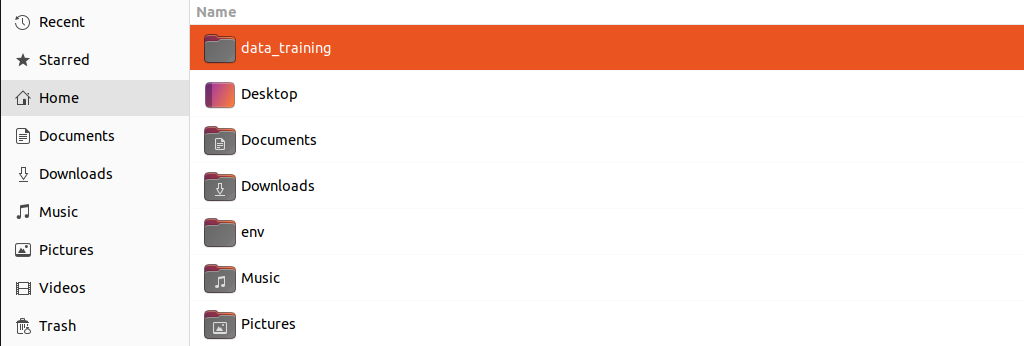 Recent
Starred
Home
Documents
Downloads
Music
Pictures
Videos
Trash
Name
data_training
Desktop
Documents
Downloads
env
Music
Pictures